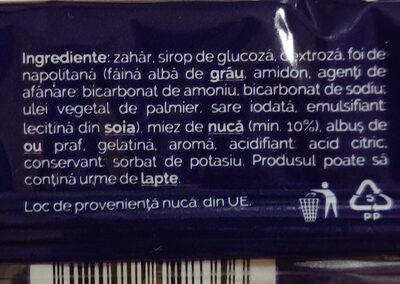 Ingrediente: zahăr, sirop de glucoză, dextroză, foi de
napolitană (făină albă de grâu, amidon, agenți de
afânare: bicarbonat de amoniu, bicarbonat de sodiu;
ulei vegetal de palmier, sare iodată, emulsifiant:
lecitină din soia), miez de nucă (min. 10%), albuș de
ou praf, gelatină, aromă, acidifiant: acid citric,
conservant: sorbat de potasiu. Produsul poate să
conțină urme de lapte.
Loc de proveniență nucă: din UE.
5
PP